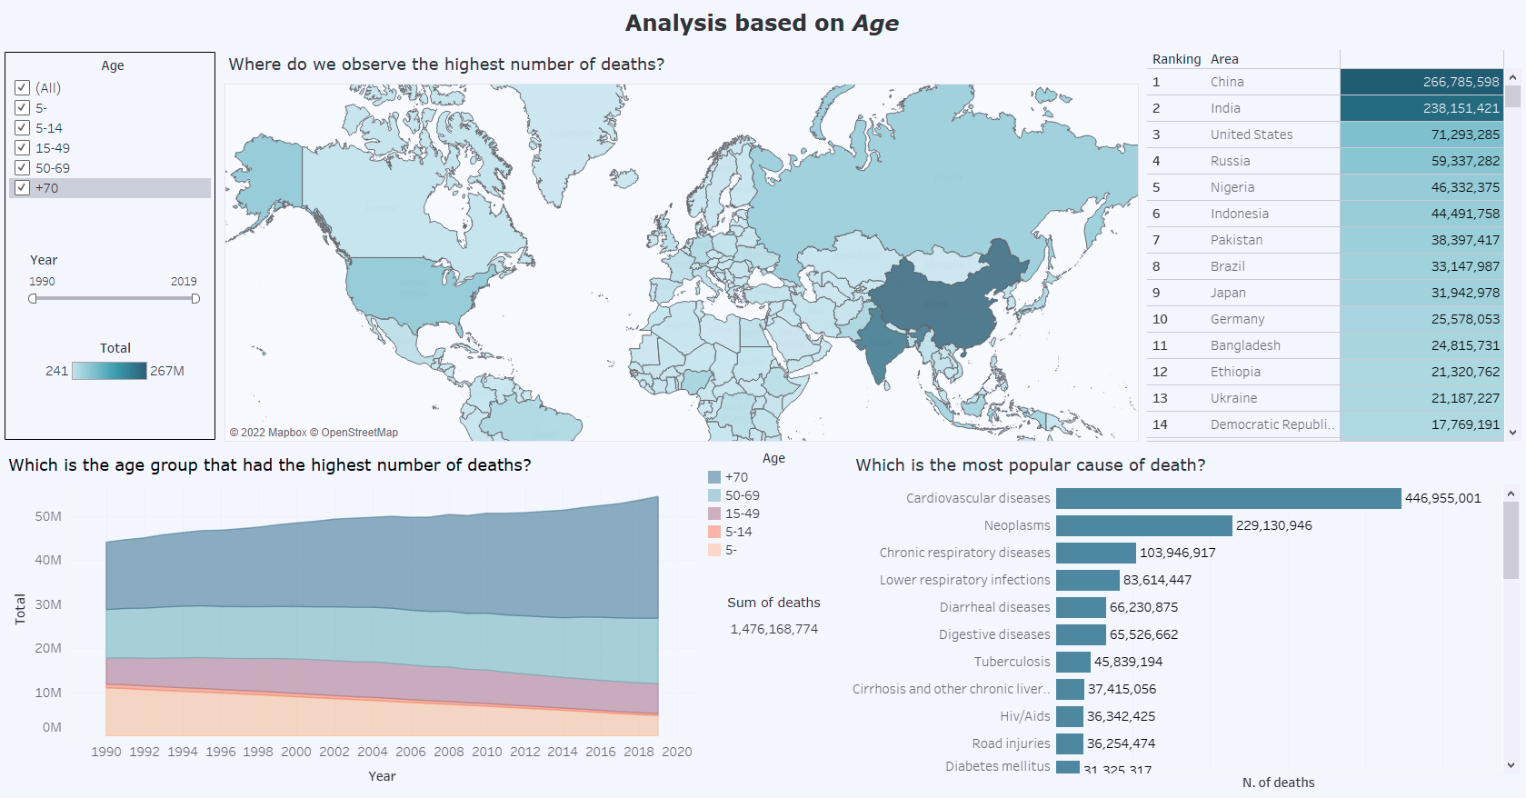 Analysis based on Age
Age
(All)
5-
5-14
15-49
50-69
+70
Year
1990 2019
Total
241 267M
Where do we observe the highest number of deaths?
© 2022 Mapbox © OpenStreetMap
Ranking Area
1 China 266,785,598
2 India 238,151,421
3 United States 71,293,285
4 Russia 59,337,282
5 Nigeria 46,332,375
6 Indonesia 44,491,758
7 Pakistan 38,397,417
8 Brazil 33,147,987
9 Japan 31,942,978
10 Germany 25,578,053
11 Bangladesh 24,815,731
12 Ethiopia 21,320,762
13 Ukraine 21,187,227
14 Democratic Republi.. 17,769,191
Which is the age group that had the highest number of deaths?
Total
50M
40M
30M
20M
10M
0M
1990 1992 1994 1996 1998 2000 2002 2004 2006 2008 2010 2012 2014 2016 2018 2020
Year
Age
+70
50-69
15-49
5-14
5-
Sum of deaths
1,476,168,774
Which is the most popular cause of death?
Cardiovascular diseases 446,955,001
Neoplasms 229,130,946
Chronic respiratory diseases 103,946,917
Lower respiratory infections 83,614,447
Diarrheal diseases 66,230,875
Digestive diseases 65,526,662
Tuberculosis 45,839,194
Cirrhosis and other chronic liver.. 37,415,056
Hiv/Aids 36,342,425
Road injuries 36,254,474
Diabetes mellitus 31,325,317
N. of deaths